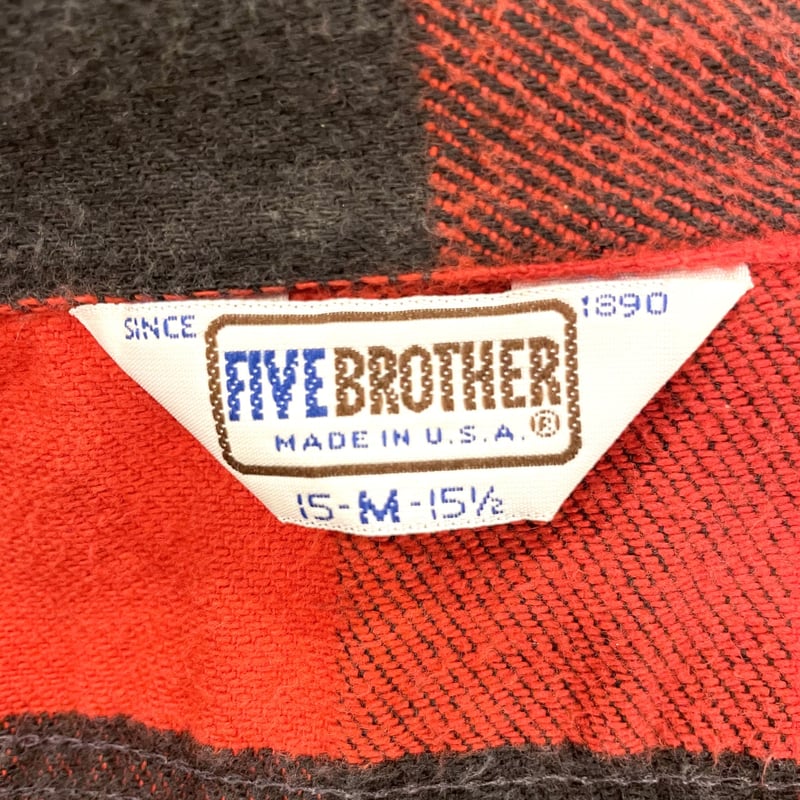 SINCE 1890
FIVE BROTHER
MADE IN U.S.A. ®
15-M-15½